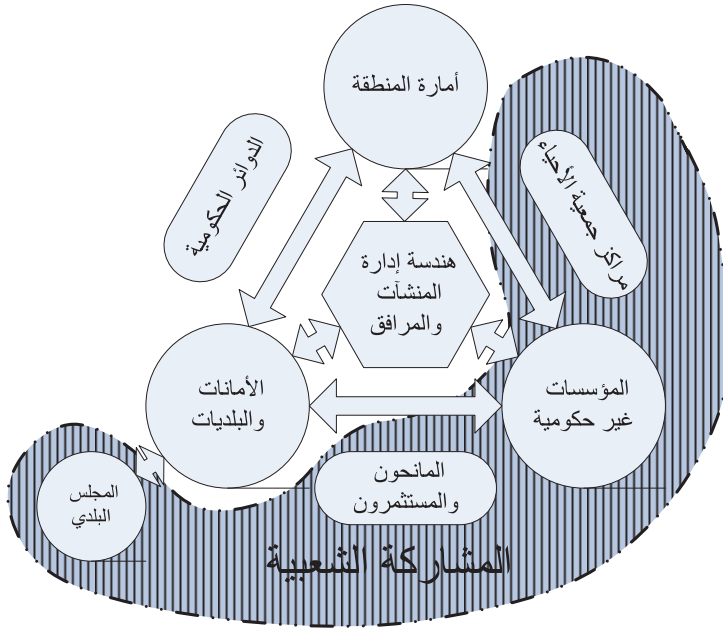 أمارة المنطقة
الدوائر الحكومية
مراكز جمعية الأحياء
هندسة إدارة
المنشآت
والمرافق
المؤسسات
غير حكومية
الأمانات
والبلديات
المانحون
والمستثمرون
المجلس
البلدي
المشاركة الشعبية